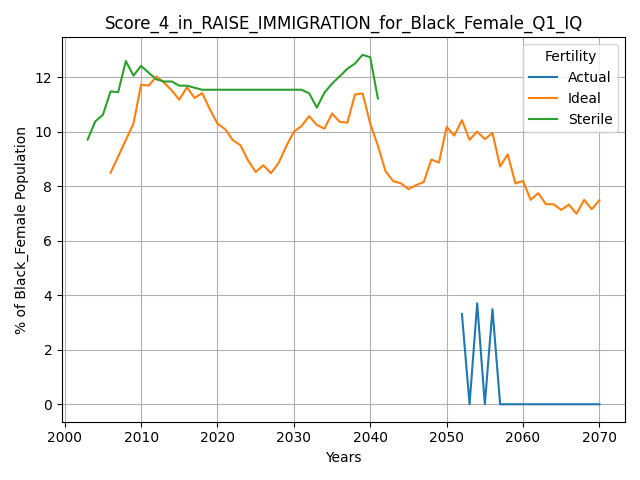 Score_4_in_RAISE_IMMIGRATION_for_Black_Female_Q1_IQ
% of Black_Female Population
12
10
8
6
4
2
0
Fertility
Actual
Ideal
Sterile
2000 2010 2020 2030 2040 2050 2060 2070
Years